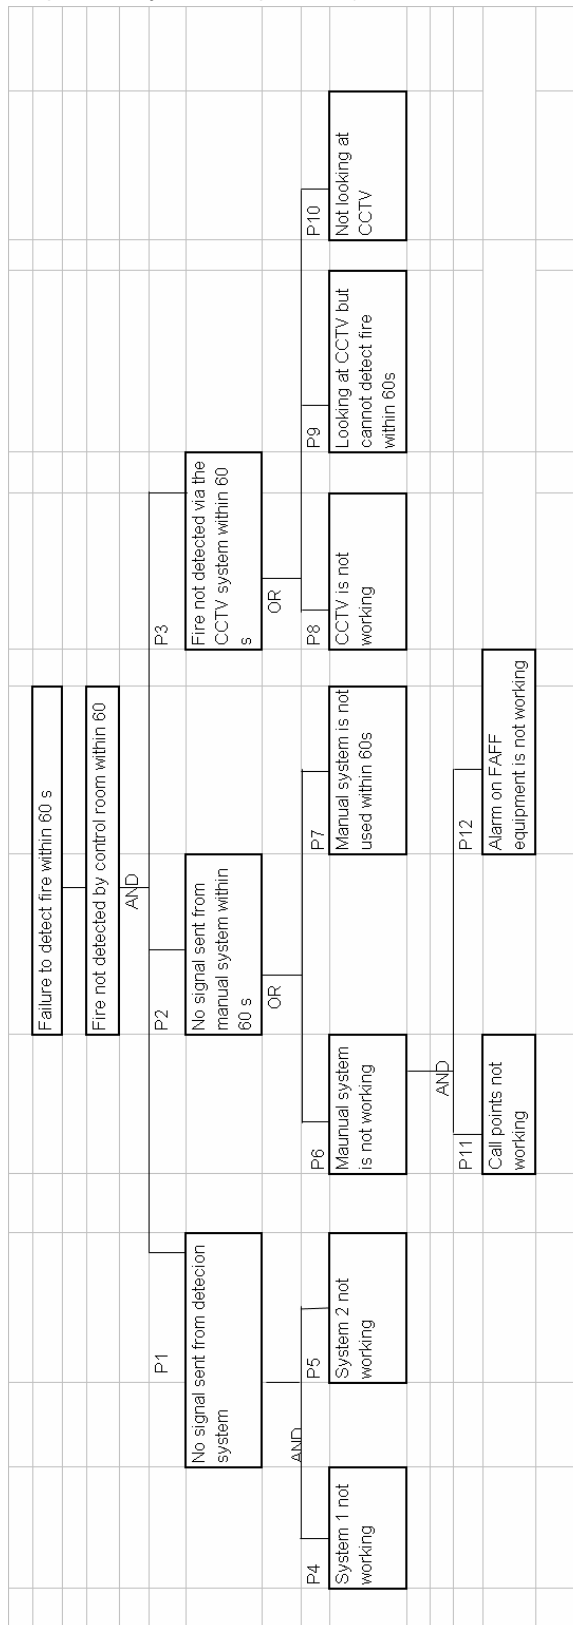 Failure to detect fire within 60 s
Fire not detected by control room within 60
AND
P1
P2
P3
No signal sent from detecion
system
No signal sent from
manual system within
60 s
Fire not detected via the
CCTV system within 60
s
AND
OR
OR
P4
P5
P6
P7
P8
P9
P10
System 1 not
working
System 2 not
working
Maunual system
is not working
Manual system is not
used within 60s
CCTV is not
working
Looking at CCTV but
cannot detect fire
within 60s
Not looking at
CCTV
AND
P11
P12
Call points not
working
Alarm on FAFF
equipment is not working